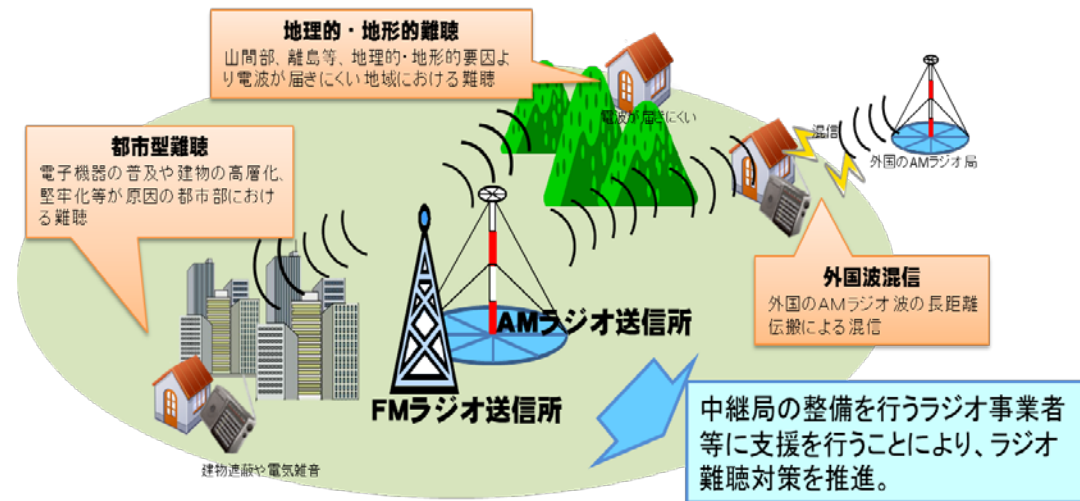 地理的・地形的難聴
山間部、離島等、地理的・地形的要因よ
り電波が届きにくい地域における難聴
電波が届きにくい
混信
外国のAMラジオ局
都市型難聴
電子機器の普及や建物の高層化、
堅牢化等が原因の都市部におけ
る難聴
外国波混信
外国のAMラジオ波の長距離
伝搬による混信
AMラジオ送信所
FMラジオ送信所
建物遮蔽や電気雑音
中継局の整備を行うラジオ事業者
等に支援を行うことにより、ラジオ
難聴対策を推進。